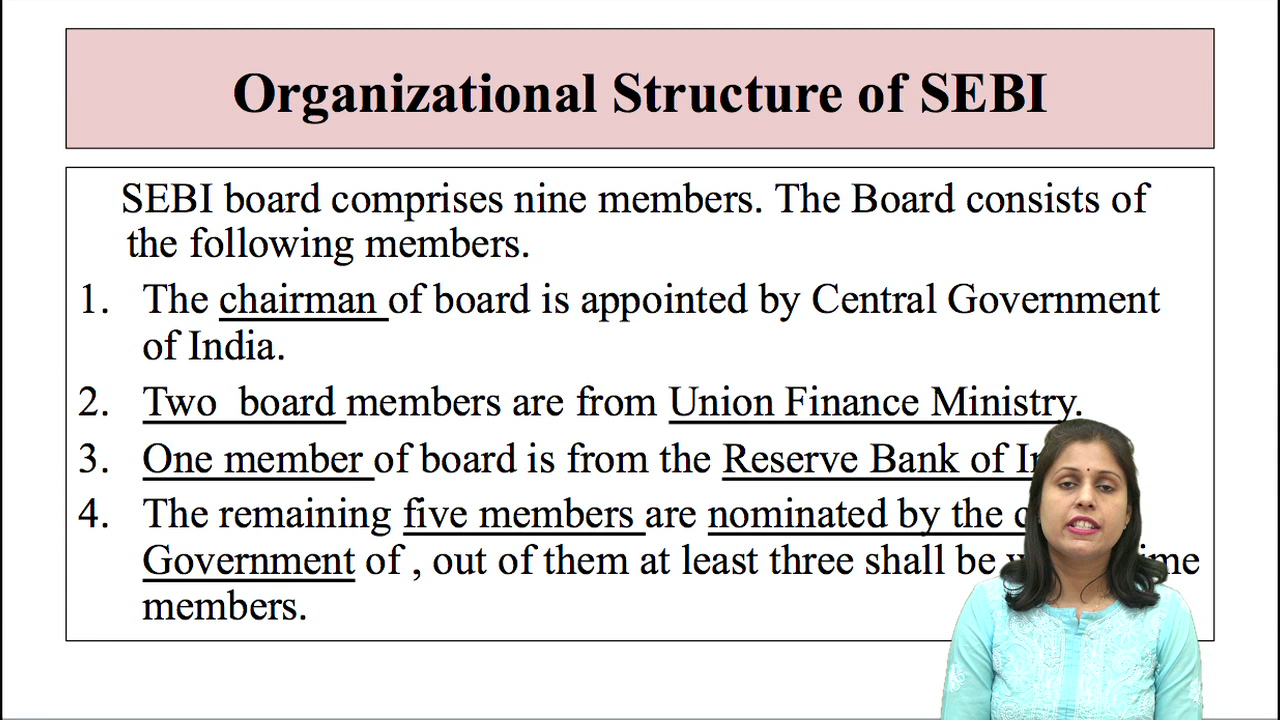 Organizational Structure of SEBI
SEBI board comprises nine members. The Board consists of
the following members.
1. The chairman of board is appointed by Central Government
of India.
2. Two board members are from Union Finance Ministry.
3. One member of board is from the Reserve Bank of
4. The remaining five members are nominated by the
Government of , out of them at least three shall be
members.